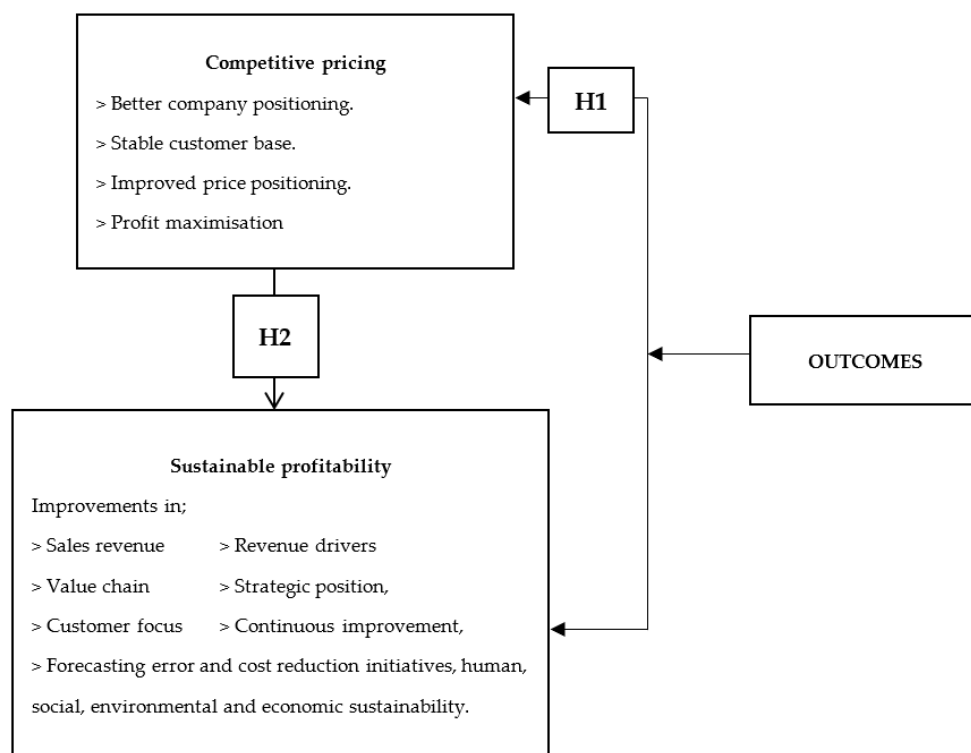 Competitive pricing
> Better company positioning.
> Stable customer base.
> Improved price positioning.
> Profit maximisation
H1
H2
OUTCOMES
Sustainable profitability
Improvements in;
> Sales revenue > Revenue drivers
> Value chain > Strategic position,
> Customer focus > Continuous improvement,
> Forecasting error and cost reduction initiatives, human,
social, environmental and economic sustainability.